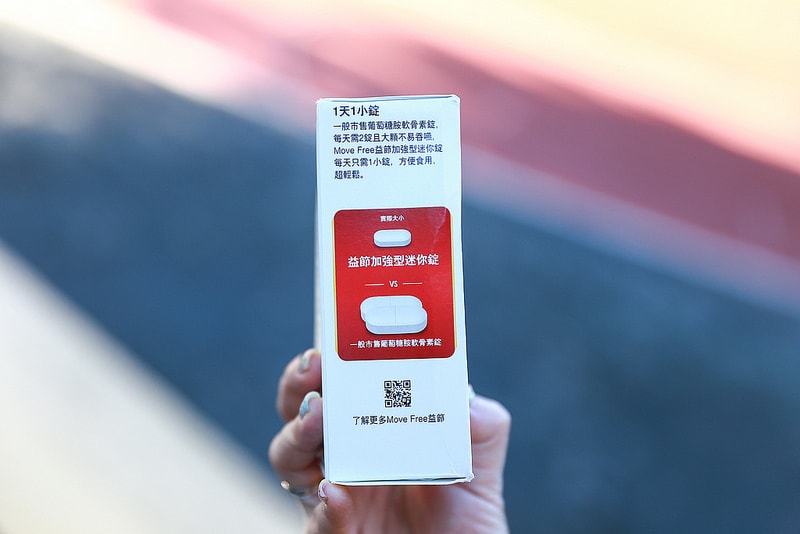 1天1小錠
一般市售葡萄糖胺軟骨素錠,
每天需2錠且大顆不易吞嚥,
Move Free益節加強型迷你錠
每天只需1小錠, 方便食用,
超輕鬆。
實際大小
益節加強型迷你錠
VS
一般市售葡萄糖胺軟骨素錠
了解更多Move Free益節